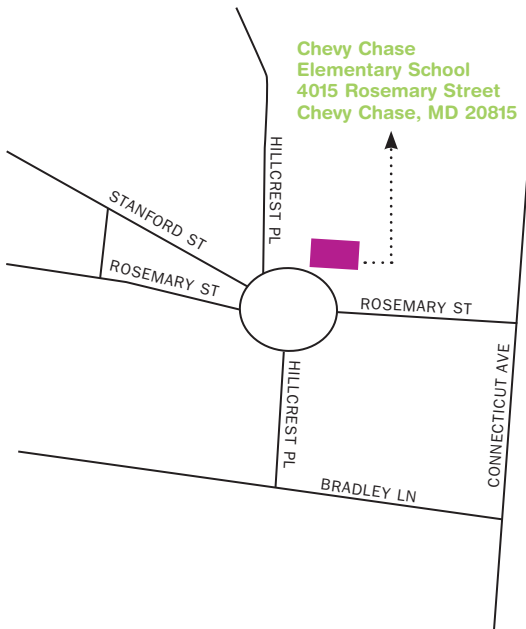 Chevy Chase
Elementary School
4015 Rosemary Street
Chevy Chase, MD 20815
HILLCREST PL
STANFORD ST
ROSEMARY ST
ROSEMARY ST
HILLCREST PL
CONNECTICUT AVE
BRADLEY LN